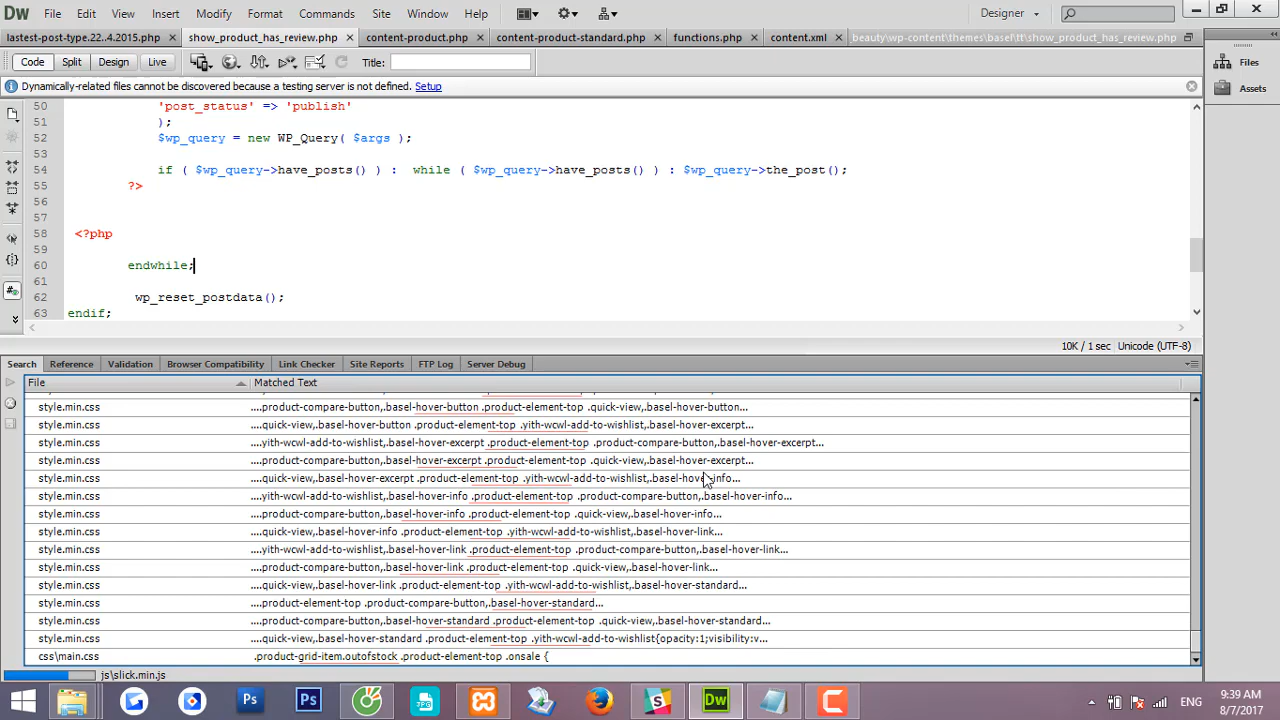 Dw File Edit View Insert Modify Format Commands Site Window Help Designer
lastest-post-type.22..4.2015.php × show_product_has_review.php × content-product.php × content-product-standard.php × functions.php × content.xml × beauty\wp-content\themes\basel\tt\show_product_has_review.php
Code Split Design Live Title: Files
Dynamically-related files cannot be discovered because a testing server is not defined. Setup Assets
50 'post_status' => 'publish'
51 );
52 $wp_query = new WP_Query( $args );
53
54 if ( $wp_query->have_posts() ) : while ( $wp_query->have_posts() ) : $wp_query->the_post();
55 ?>
56
57
58 <?php
59
60 endwhile;
61
62 wp_reset_postdata();
63 endif;
10K / 1 sec Unicode (UTF-8)
Search Reference Validation Browser Compatibility Link Checker Site Reports FTP Log Server Debug
File Matched Text
style.min.css ....product-compare-button,.basel-hover-button .product-element-top .quick-view,.basel-hover-button...
style.min.css ....quick-view,.basel-hover-button .product-element-top .yith-wcwl-add-to-wishlist,.basel-hover-excerpt...
style.min.css ....yith-wcwl-add-to-wishlist,.basel-hover-excerpt .product-element-top .product-compare-button,.basel-hover-excerpt...
style.min.css ....product-compare-button,.basel-hover-excerpt .product-element-top .quick-view,.basel-hover-excerpt...
style.min.css ....quick-view,.basel-hover-excerpt .product-element-top .yith-wcwl-add-to-wishlist,.basel-hover-info...
style.min.css ....yith-wcwl-add-to-wishlist,.basel-hover-info .product-element-top .product-compare-button,.basel-hover-info...
style.min.css ....product-compare-button,.basel-hover-info .product-element-top .quick-view,.basel-hover-info...
style.min.css ....quick-view,.basel-hover-info .product-element-top .yith-wcwl-add-to-wishlist,.basel-hover-link...
style.min.css ....yith-wcwl-add-to-wishlist,.basel-hover-link .product-element-top .product-compare-button,.basel-hover-link...
style.min.css ....product-compare-button,.basel-hover-link .product-element-top .quick-view,.basel-hover-link...
style.min.css ....quick-view,.basel-hover-link .product-element-top .yith-wcwl-add-to-wishlist,.basel-hover-standard...
style.min.css ....product-element-top .product-compare-button,.basel-hover-standard...
style.min.css ....product-compare-button,.basel-hover-standard .product-element-top .quick-view,.basel-hover-standard...
style.min.css ....quick-view,.basel-hover-standard .product-element-top .yith-wcwl-add-to-wishlist{opacity:1;visibility:v...
css\main.css .product-grid-item.outofstock .product-element-top .onsale {
js\slick.min.js
Ps Ps JPG Dw ENG 9:39 AM
8/7/2017